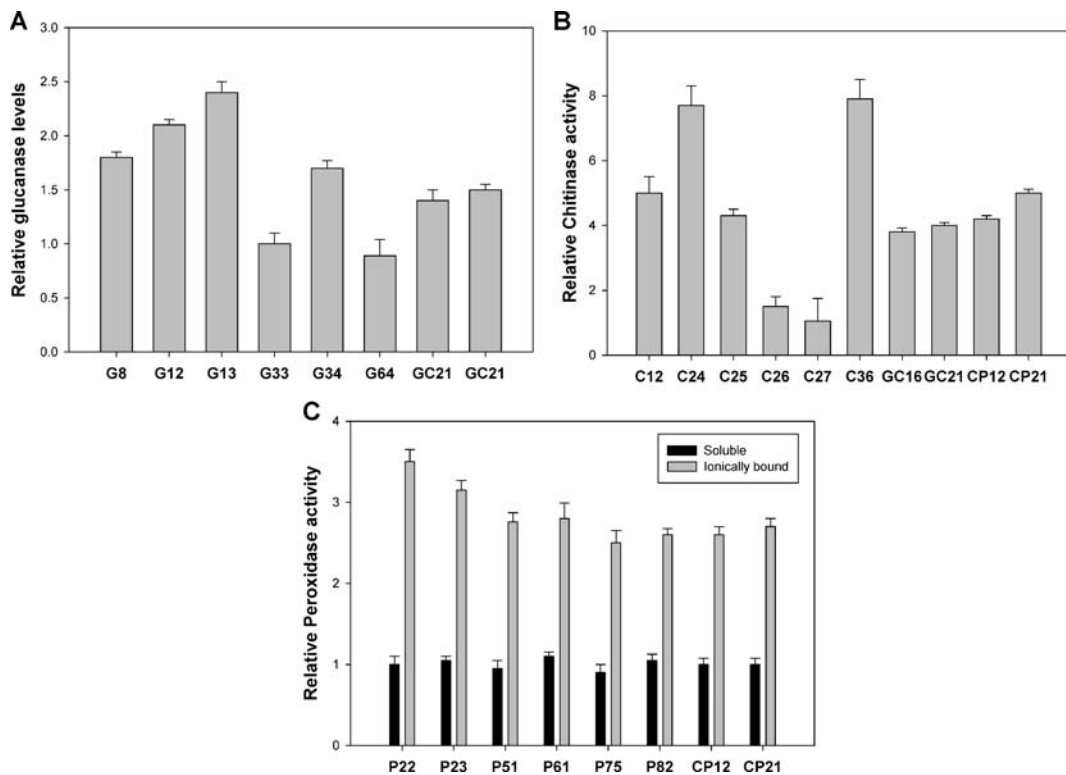 A
Relative glucanase levels
3.0
2.5
2.0
1.5
1.0
0.5
0.0
G8 G12 G13 G33 G34 G64 GC21 GC21
B
Relative Chitinase activity
10
8
6
4
2
0
C12 C24 C25 C26 C27 C36 GC16 GC21 CP12 CP21
C
Relative Peroxidase activity
4
3
2
1
0
Soluble
Ionically bound
P22 P23 P51 P61 P75 P82 CP12 CP21